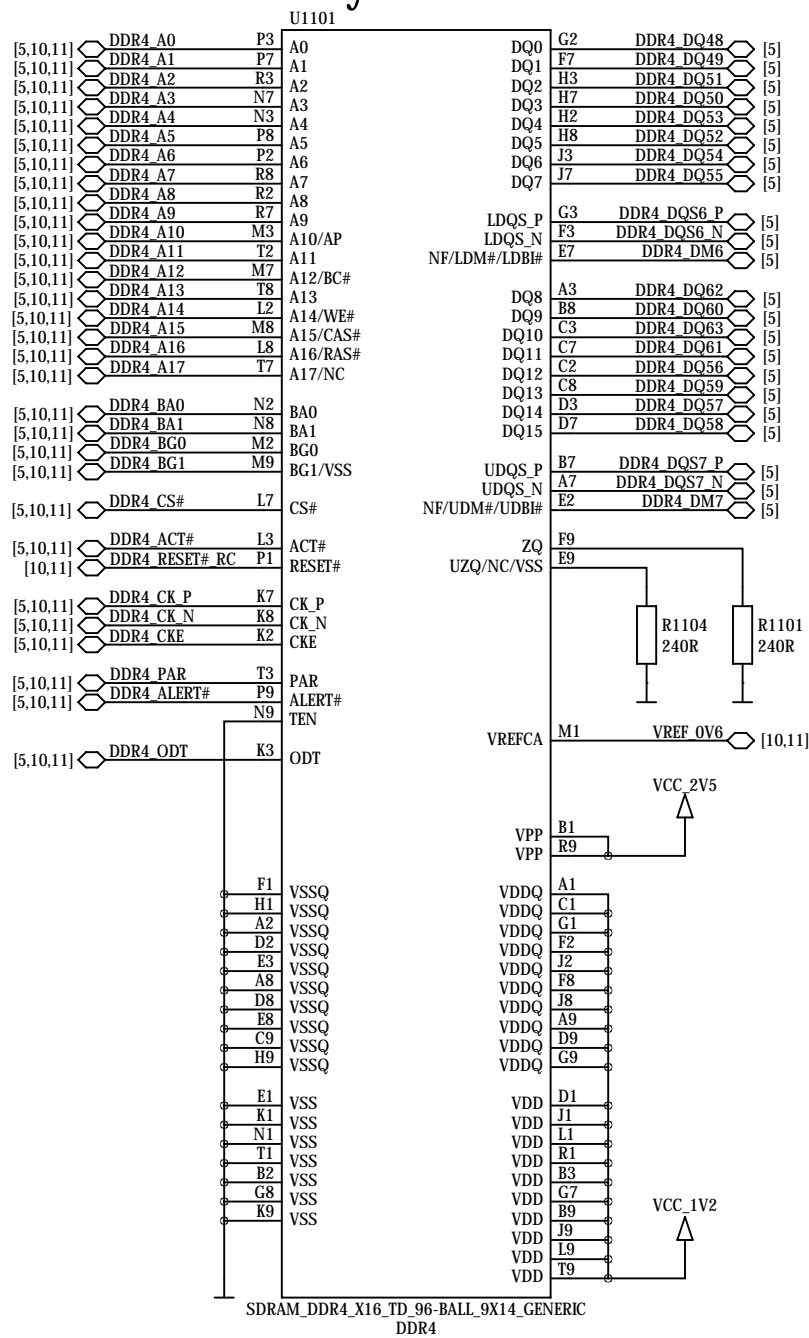 U1101
[5,10,11] DDR4_A0 P3 A0 DQ0 G2 DDR4_DQ48 [5]
[5,10,11] DDR4_A1 P7 A1 DQ1 F7 DDR4_DQ49 [5]
[5,10,11] DDR4_A2 R3 A2 DQ2 H3 DDR4_DQ51 [5]
[5,10,11] DDR4_A3 N7 A3 DQ3 H7 DDR4_DQ50 [5]
[5,10,11] DDR4_A4 N3 A4 DQ4 H2 DDR4_DQ53 [5]
[5,10,11] DDR4_A5 P8 A5 DQ5 H8 DDR4_DQ52 [5]
[5,10,11] DDR4_A6 P2 A6 DQ6 J3 DDR4_DQ54 [5]
[5,10,11] DDR4_A7 R8 A7 DQ7 J7 DDR4_DQ55 [5]
[5,10,11] DDR4_A8 R2 A8
[5,10,11] DDR4_A9 R7 A9 LDQS_P G3 DDR4_DQS6_P [5]
[5,10,11] DDR4_A10 M3 A10/AP LDQS_N F3 DDR4_DQS6_N [5]
[5,10,11] DDR4_A11 T2 A11 NF/LDM#/LDBI# E7 DDR4_DM6 [5]
[5,10,11] DDR4_A12 M7 A12/BC#
[5,10,11] DDR4_A13 T8 A13 DQ8 A3 DDR4_DQ62 [5]
[5,10,11] DDR4_A14 L2 A14/WE# DQ9 B8 DDR4_DQ60 [5]
[5,10,11] DDR4_A15 M8 A15/CAS# DQ10 C3 DDR4_DQ63 [5]
[5,10,11] DDR4_A16 L8 A16/RAS# DQ11 C7 DDR4_DQ61 [5]
[5,10,11] DDR4_A17 T7 A17/NC DQ12 C2 DDR4_DQ56 [5]
DQ13 C8 DDR4_DQ59 [5]
[5,10,11] DDR4_BA0 N2 BA0 DQ14 D3 DDR4_DQ57 [5]
[5,10,11] DDR4_BA1 N8 BA1 DQ15 D7 DDR4_DQ58 [5]
[5,10,11] DDR4_BG0 M2 BG0
[5,10,11] DDR4_BG1 M9 BG1/VSS UDQS_P B7 DDR4_DQS7_P [5]
UDQS_N A7 DDR4_DQS7_N [5]
[5,10,11] DDR4_CS# L7 CS# NF/UDM#/UDBI# E2 DDR4_DM7 [5]
[5,10,11] DDR4_ACT# L3 ACT# ZQ F9
[10,11] DDR4_RESET#_RC P1 RESET# UZQ/NC/VSS E9
[5,10,11] DDR4_CK_P K7 CK_P
[5,10,11] DDR4_CK_N K8 CK_N R1104 R1101
[5,10,11] DDR4_CKE K2 CKE 240R 240R
[5,10,11] DDR4_PAR T3 PAR
[5,10,11] DDR4_ALERT# P9 ALERT#
N9 TEN
VREFCA M1 VREF_0V6 [10,11]
[5,10,11] DDR4_ODT K3 ODT
VCC_2V5
VPP B1
VPP R9
F1 VSSQ VDDQ A1
H1 VSSQ VDDQ C1
A2 VSSQ VDDQ G1
D2 VSSQ VDDQ F2
E3 VSSQ VDDQ J2
A8 VSSQ VDDQ F8
D8 VSSQ VDDQ J8
E8 VSSQ VDDQ A9
C9 VSSQ VDDQ D9
H9 VSSQ VDDQ G9
E1 VSS VDD D1
K1 VSS VDD J1
N1 VSS VDD L1
T1 VSS VDD R1
B2 VSS VDD B3
G8 VSS VDD G7
K9 VSS VDD B9 VCC_1V2
VDD J9
VDD L9
VDD T9
SDRAM_DDR4_X16_TD_96-BALL_9X14_GENERIC
DDR4